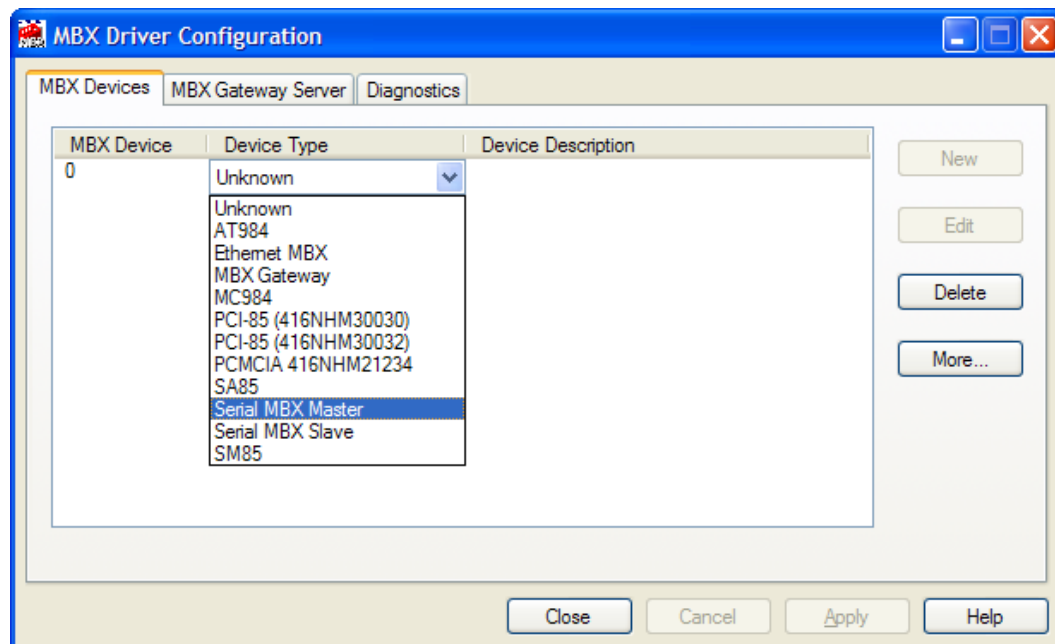 MBX Driver Configuration
MBX Devices MBX Gateway Server Diagnostics
MBX Device Device Type Device Description
0 Unknown
Unknown
AT984
Ethernet MBX
MBX Gateway
MC984
PCI-85 (416NHM30030)
PCI-85 (416NHM30032)
PCMCIA 416NHM21234
SA85
Serial MBX Master
Serial MBX Slave
SM85
New
Edit
Delete
More...
Close Cancel Apply Help